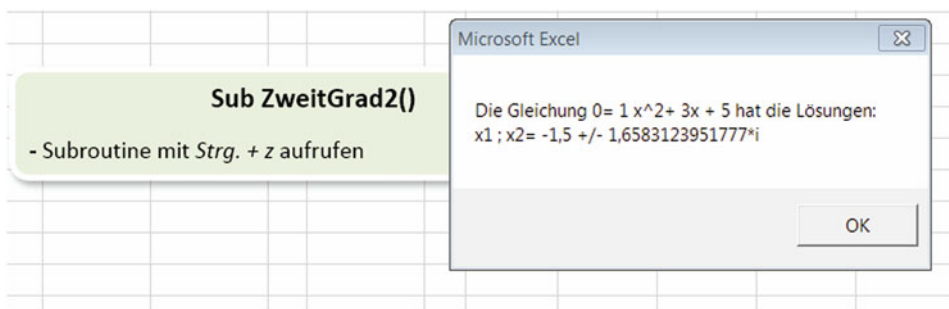 Sub ZweitGrad2()
- Subroutine mit Strg. + z aufrufen
Microsoft Excel
Die Gleichung 0= 1 x^2+ 3x + 5 hat die Lösungen:
x1 ; x2= -1,5 +/- 1,6583123951777*i
OK